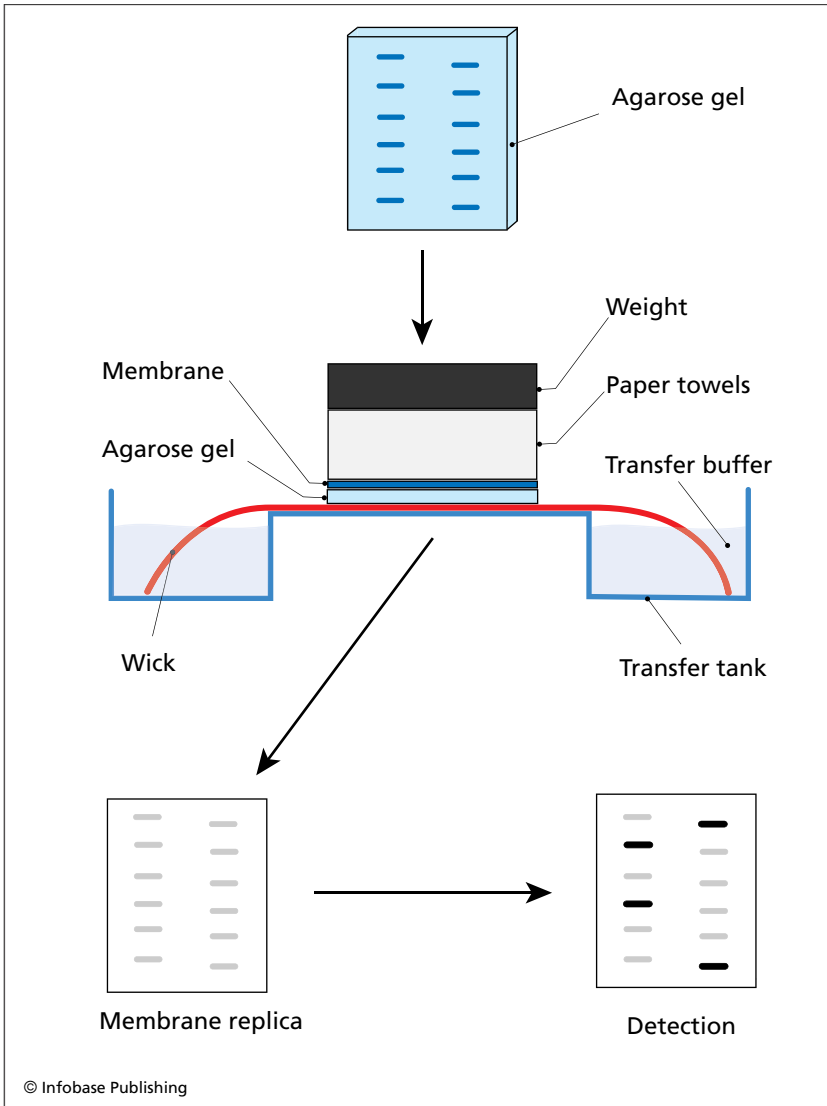 Agarose gel
Weight
Membrane
Paper towels
Agarose gel
Transfer buffer
Wick
Transfer tank
Membrane replica
Detection
© Infobase Publishing